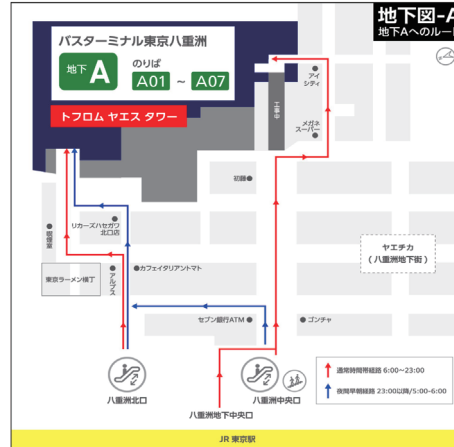 地下図-A
地下Aへのルート
バスターミナル東京八重洲
地下 A
のりば
A01 ~ A07
トフロム ヤエス タワー
アイシティ
工事中
メガネスーパー
初藤
リカーズハセガワ
北口店
喫煙室
ヤエチカ
(八重洲地下街)
東京ラーメン横丁
アルプス
カフェイタリアントマト
セブン銀行ATM
ゴンチャ
八重洲北口
八重洲中央口
八重洲地下中央口
通常時間帯経路 6:00~23:00
夜間早朝経路 23:00以降/5:00-6:00
JR 東京駅